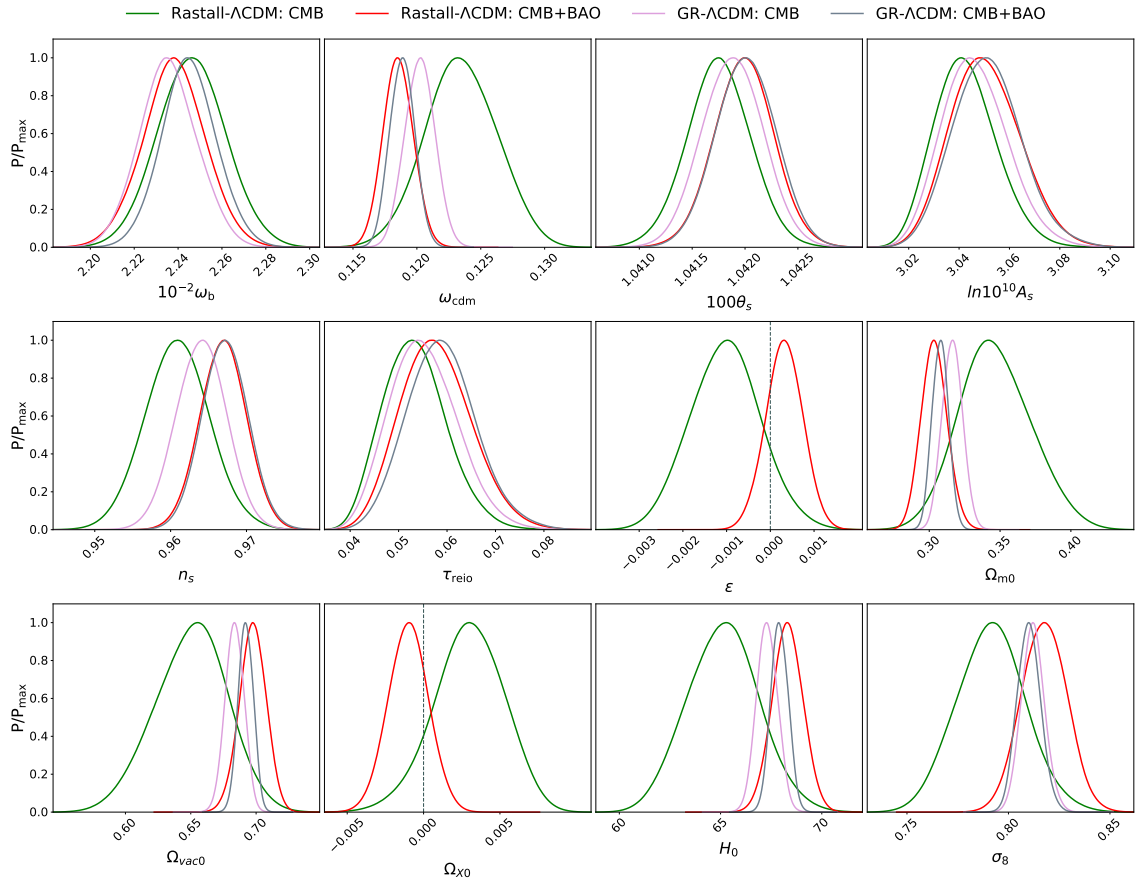 Rastall-ΛCDM: CMB Rastall-ΛCDM: CMB+BAO GR-ΛCDM: CMB GR-ΛCDM: CMB+BAO
P/P_max
0.0 0.2 0.4 0.6 0.8 1.0
2.20 2.22 2.24 2.26 2.28 2.30
10⁻²ω_b
0.115 0.120 0.125 0.130
ω_cdm
1.0410 1.0415 1.0420 1.0425
100θ_s
3.02 3.04 3.06 3.08 3.10
ln10¹⁰A_s
P/P_max
0.0 0.2 0.4 0.6 0.8 1.0
0.95 0.96 0.97
n_s
0.04 0.05 0.06 0.07 0.08
τ_reio
−0.003 −0.002 −0.001 0.000 0.001
ε
0.30 0.35 0.40
Ω_m0
P/P_max
0.0 0.2 0.4 0.6 0.8 1.0
0.60 0.65 0.70
Ω_vac0
−0.005 0.000 0.005
Ω_X0
60 65 70
H_0
0.75 0.80 0.85
σ_8